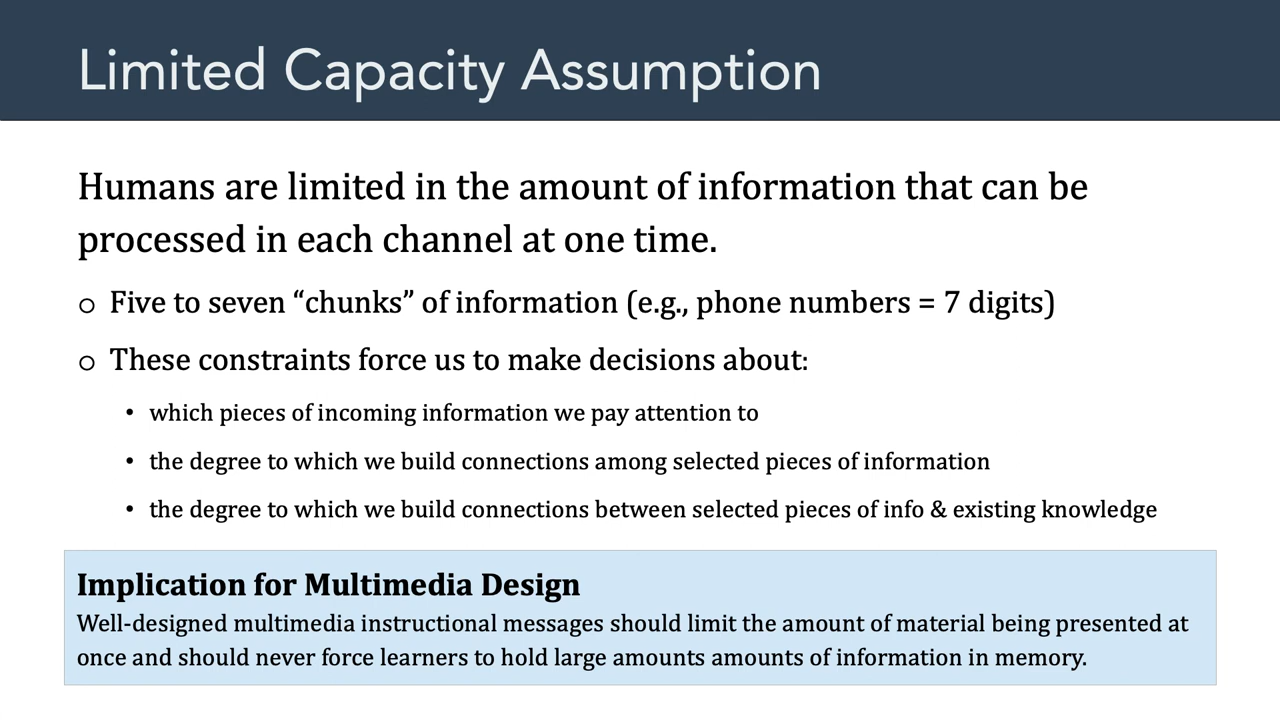 Limited Capacity Assumption
Humans are limited in the amount of information that can be
processed in each channel at one time.
o Five to seven “chunks” of information (e.g., phone numbers = 7 digits)
o These constraints force us to make decisions about:
• which pieces of incoming information we pay attention to
• the degree to which we build connections among selected pieces of information
• the degree to which we build connections between selected pieces of info & existing knowledge
Implication for Multimedia Design
Well-designed multimedia instructional messages should limit the amount of material being presented at
once and should never force learners to hold large amounts amounts of information in memory.